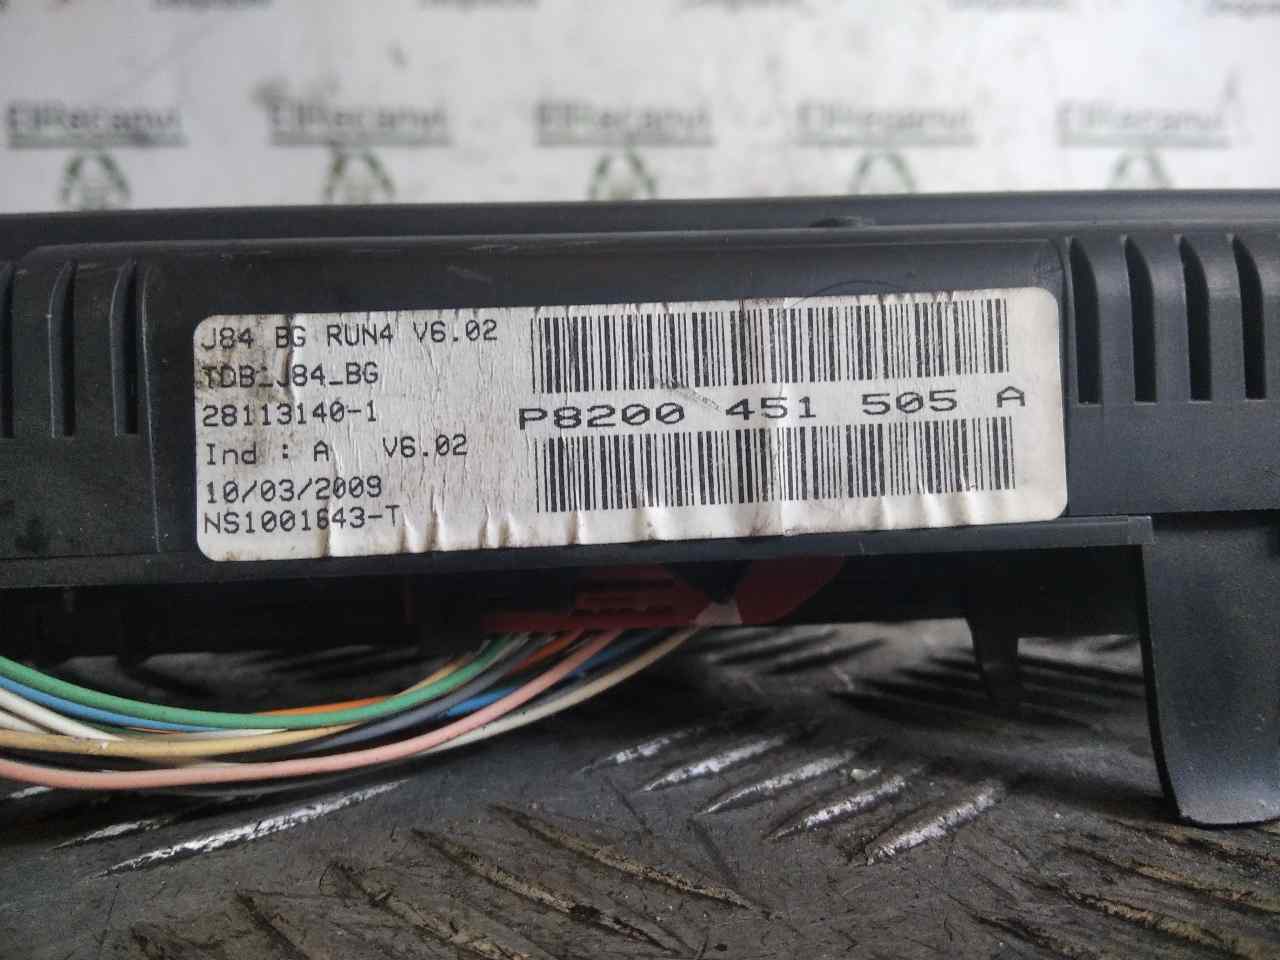 J84 BG RUN4 V6.02
TDB_J84_BG
28113140-1
Ind : A V6.02
10/03/2009
NS1001643-T
P8200 451 505 A